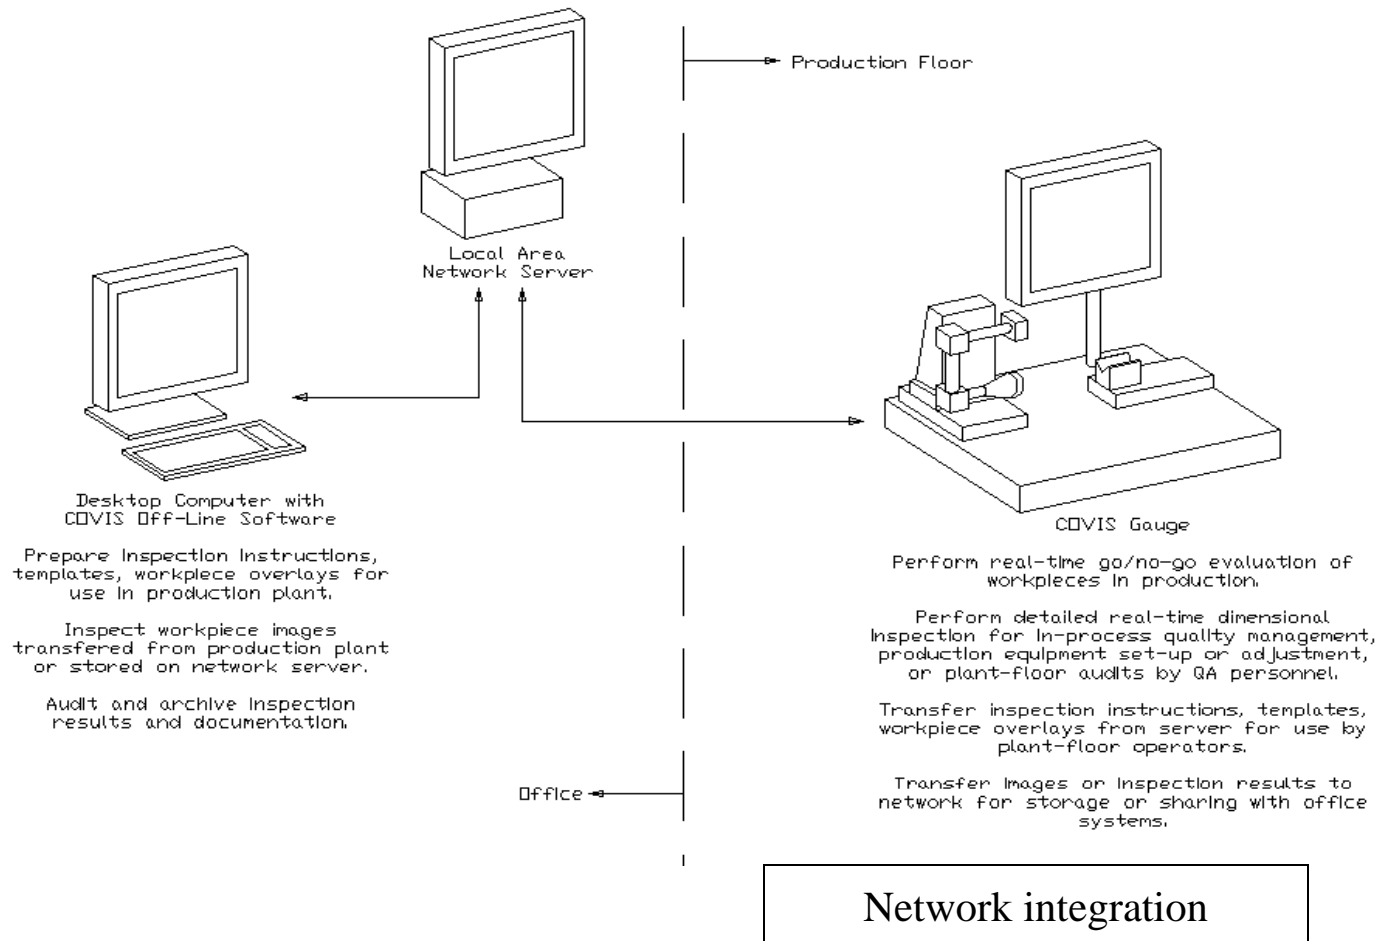 Production Floor
Local Area
Network Server
Desktop Computer with
COVIS Off-Line Software
Prepare Inspection Instructions,
templates, workpiece overlays for
use in production plant.
Inspect workpiece images
transfered from production plant
or stored on network server.
Audit and archive inspection
results and documentation.
COVIS Gauge
Perform real-time go/no-go evaluation of
workpieces in production.
Perform detailed real-time dimensional
inspection for in-process quality management,
production equipment set-up or adjustment,
or plant-floor audits by QA personnel.
Transfer inspection instructions, templates,
workpiece overlays from server for use by
plant-floor operators.
Transfer images or inspection results to
network for storage or sharing with office
systems.
Office
Network integration